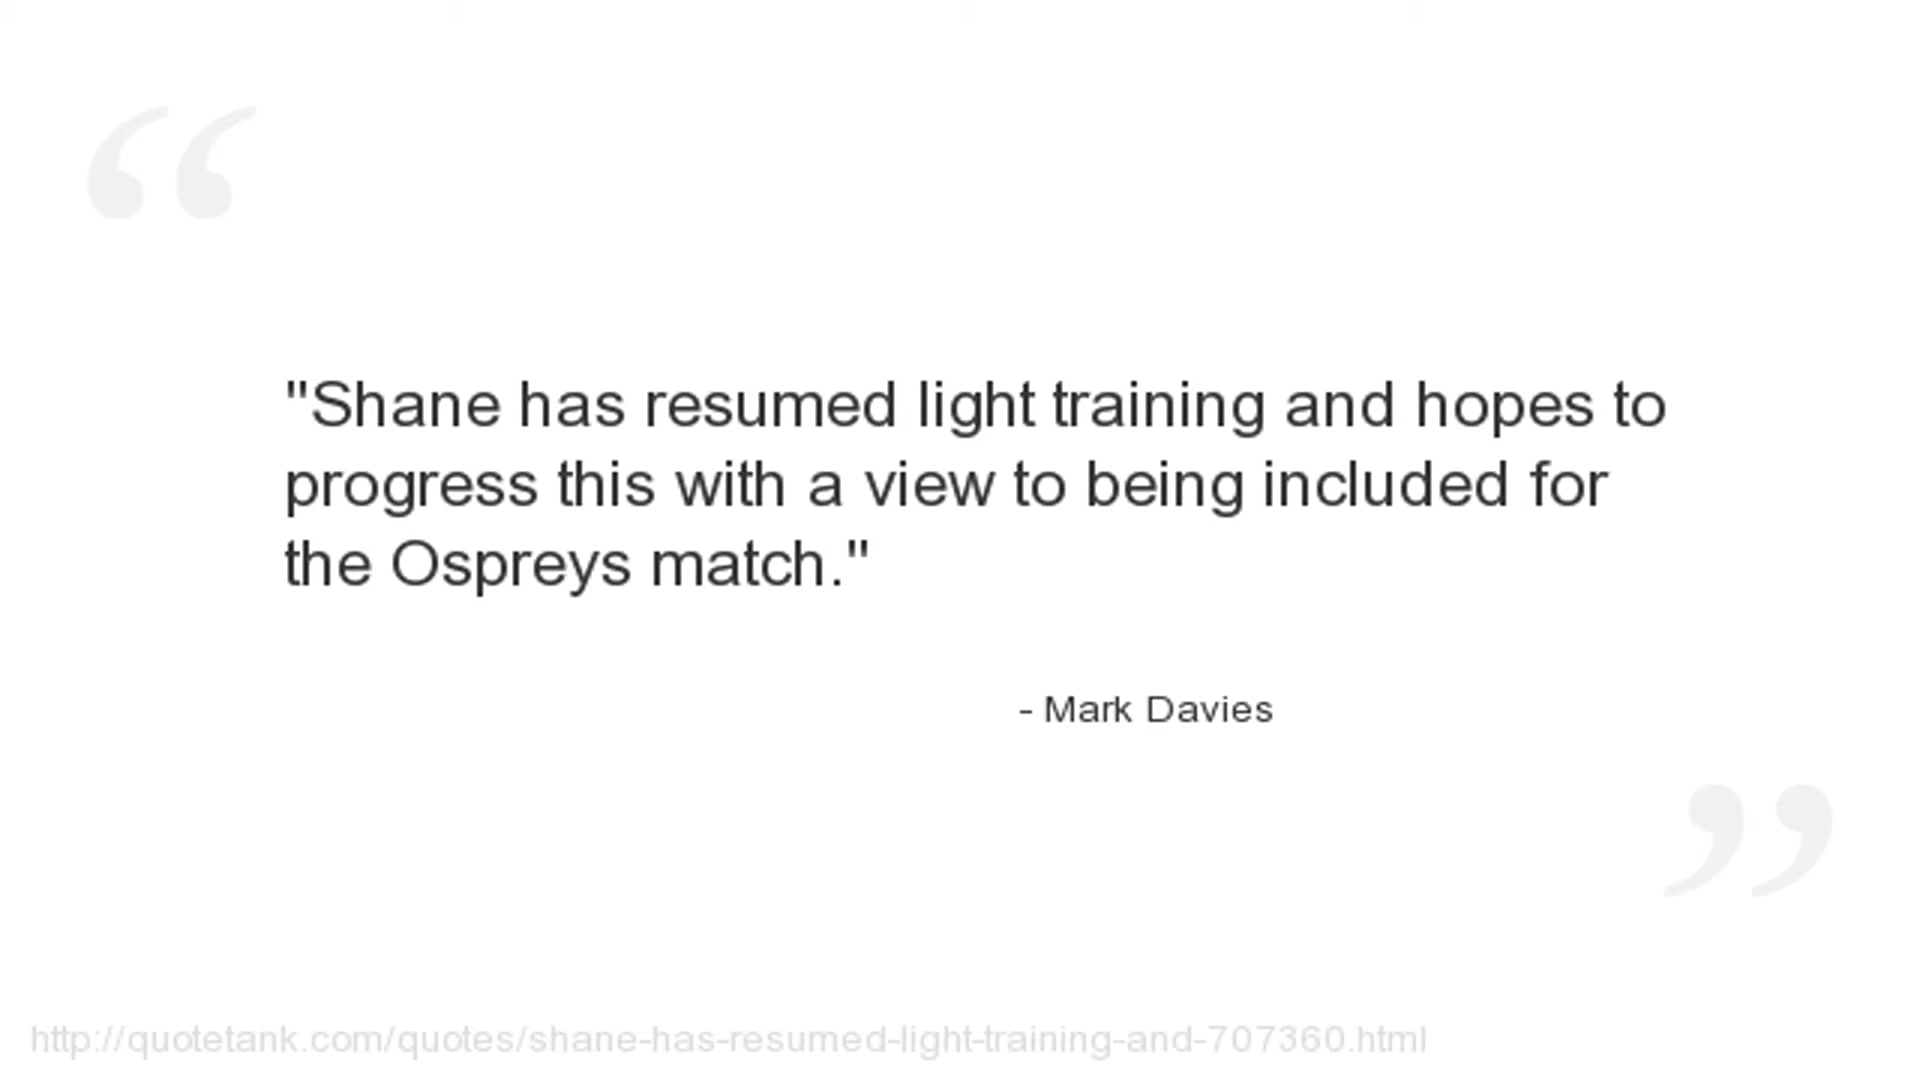 "Shane has resumed light training and hopes to
progress this with a view to being included for
the Ospreys match."
- Mark Davies
http://quotetank.com/quotes/shane-has-resumed-light-training-and-707360.html